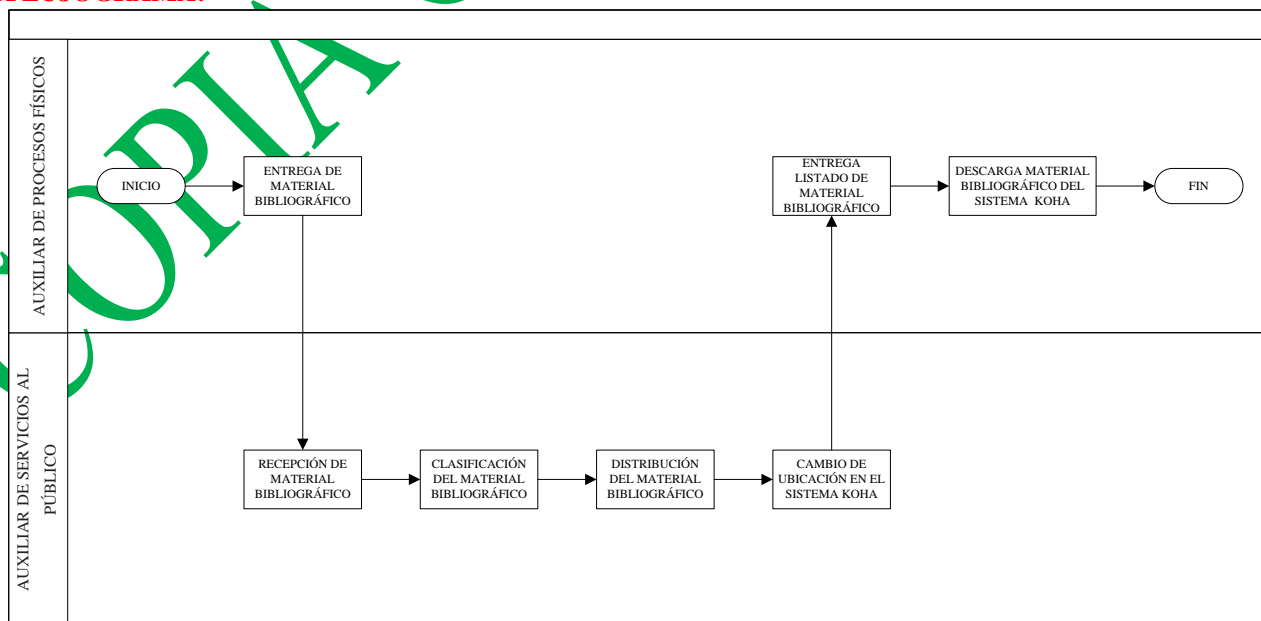 AUXILIAR DE PROCESOS FÍSICOS
INICIO
ENTREGA DE
MATERIAL
BIBLIOGRÁFICO
ENTREGA
LISTADO DE
MATERIAL
BIBLIOGRÁFICO
DESCARGA MATERIAL
BIBLIOGRÁFICO DEL
SISTEMA KOHA
FIN
AUXILIAR DE SERVICIOS AL
PÚBLICO
RECEPCIÓN DE
MATERIAL
BIBLIOGRÁFICO
CLASIFICACIÓN
DEL MATERIAL
BIBLIOGRÁFICO
DISTRIBUCIÓN
DEL MATERIAL
BIBLIOGRÁFICO
CAMBIO DE
UBICACIÓN EN EL
SISTEMA KOHA
COPIA